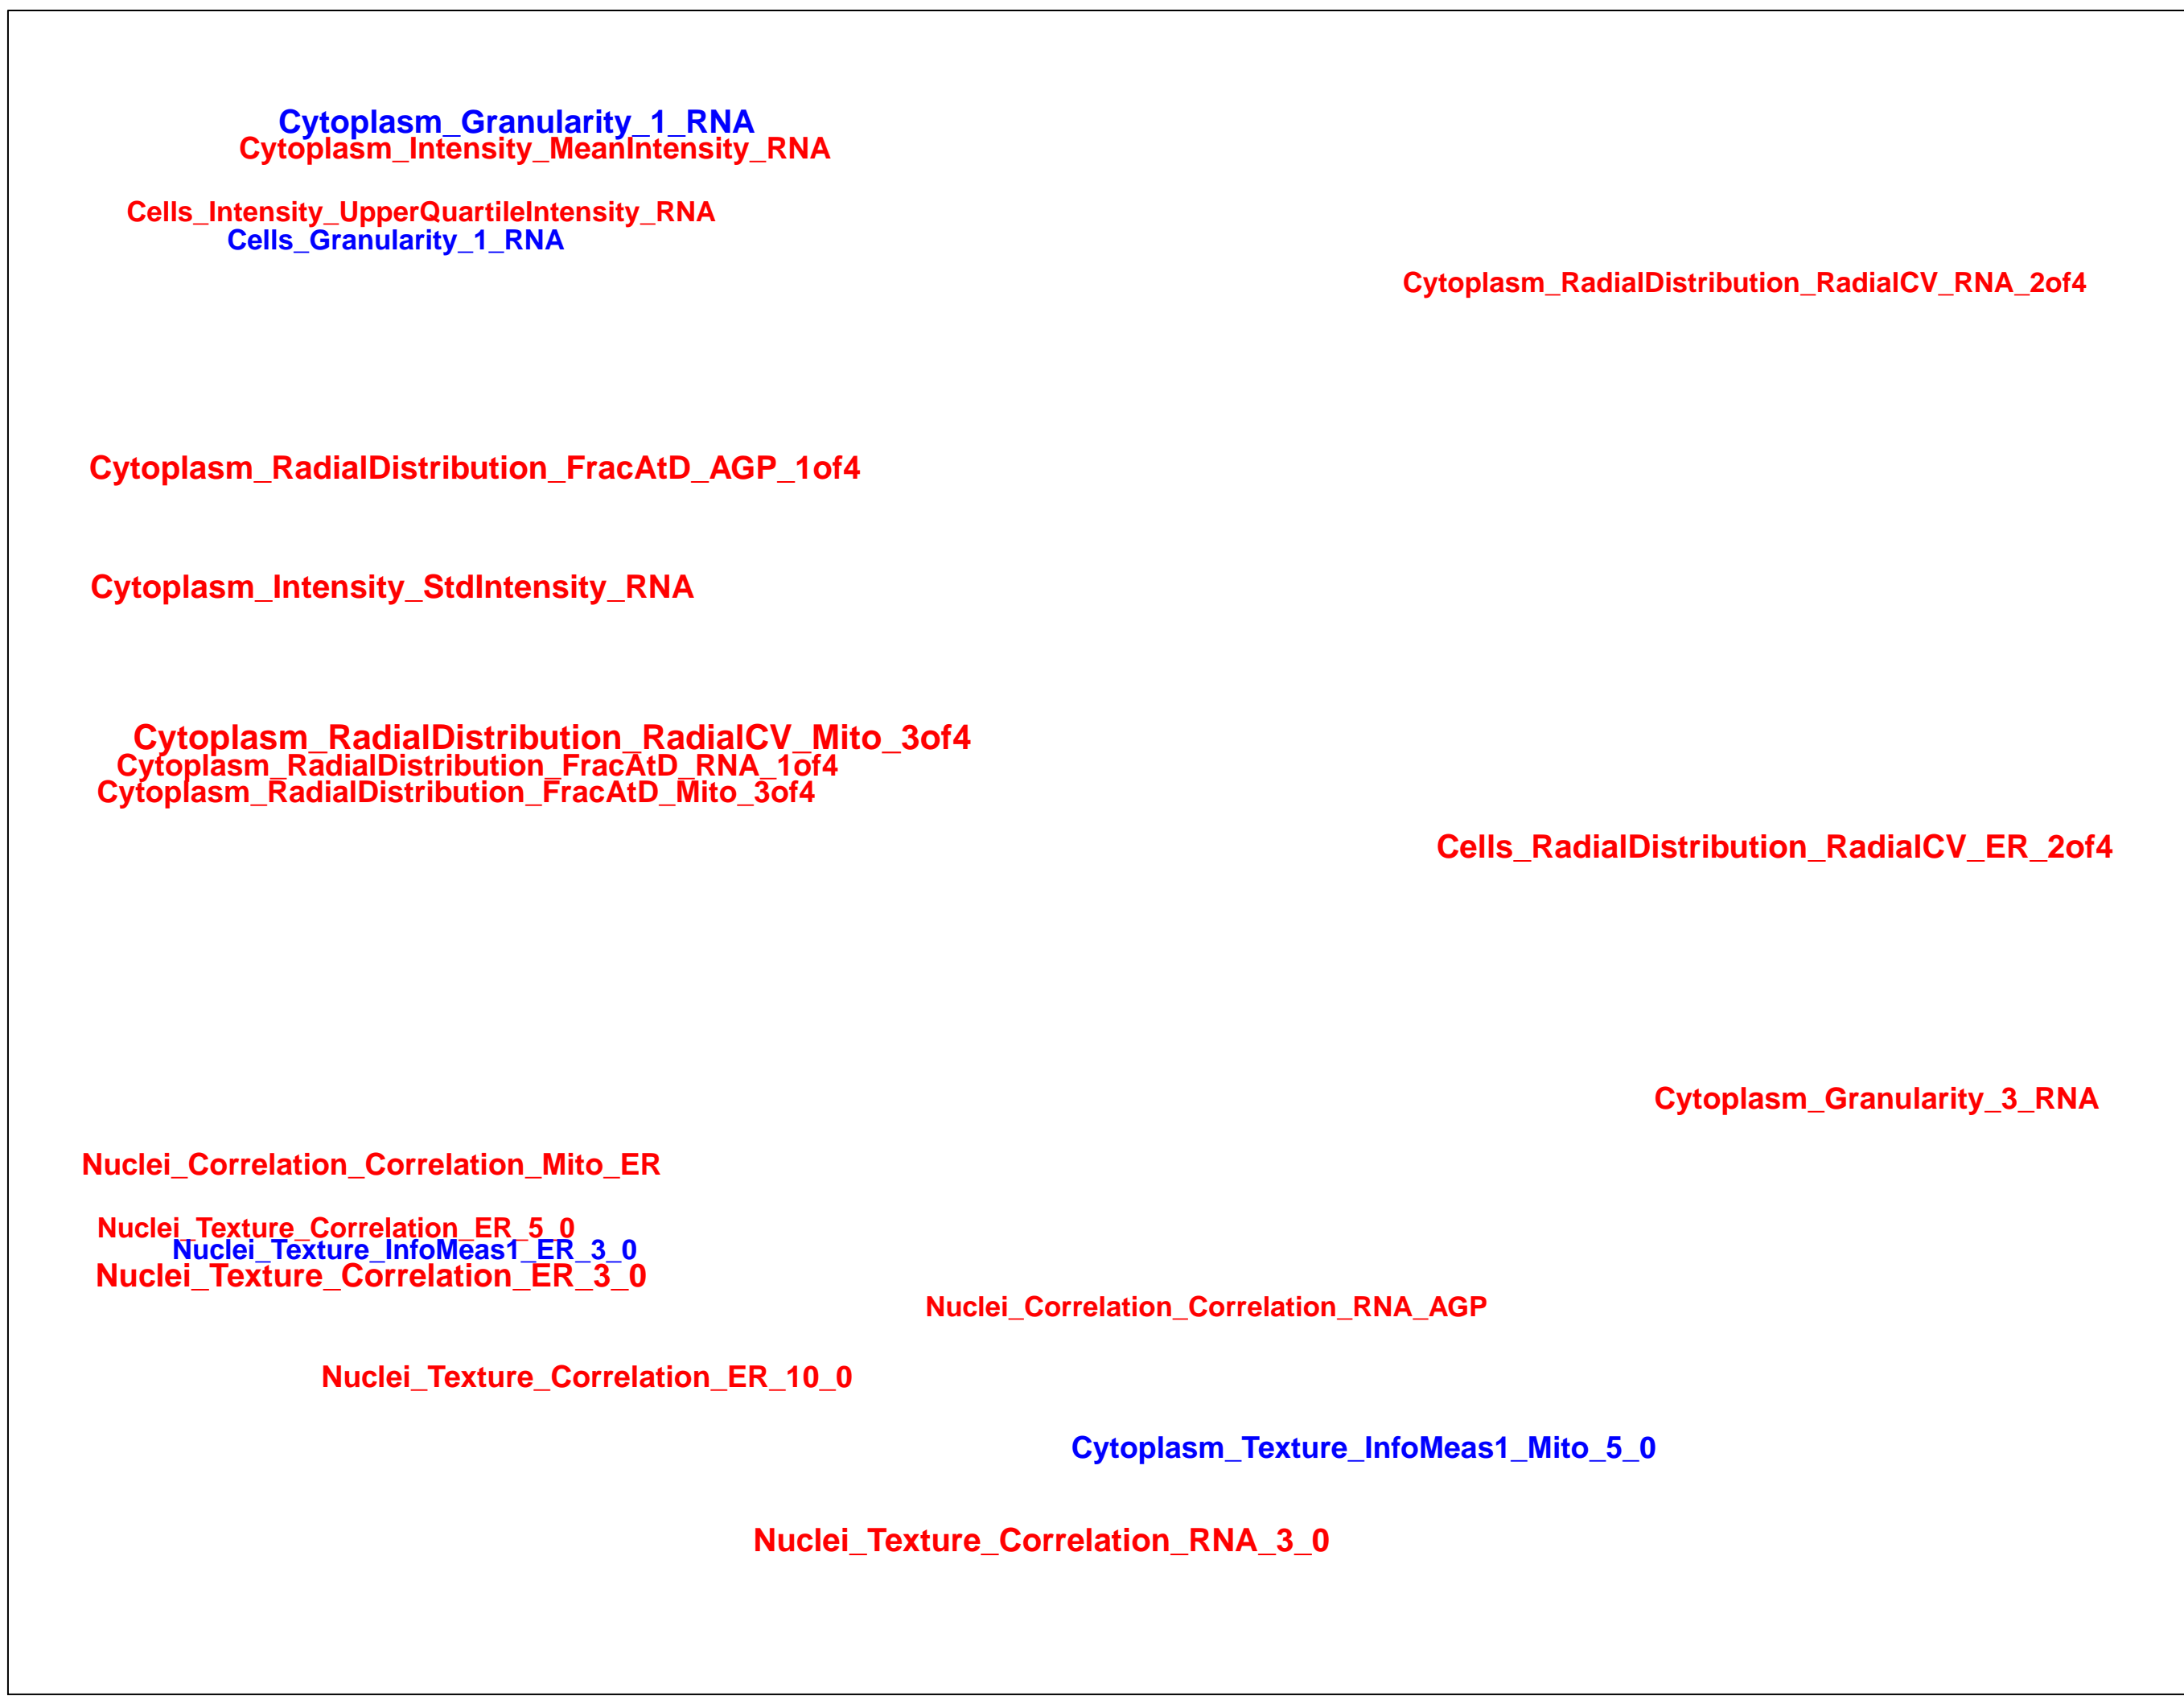 Cytoplasm_Granularity_1_RNA
Cytoplasm_Intensity_MeanIntensity_RNA
Cells_Intensity_UpperQuartileIntensity_RNA
Cells_Granularity_1_RNA
Cytoplasm_RadialDistribution_RadialCV_RNA_2of4
Cytoplasm_RadialDistribution_FracAtD_AGP_1of4
Cytoplasm_Intensity_StdIntensity_RNA
Cytoplasm_RadialDistribution_RadialCV_Mito_3of4
Cytoplasm_RadialDistribution_FracAtD_RNA_1of4
Cytoplasm_RadialDistribution_FracAtD_Mito_3of4
Cells_RadialDistribution_RadialCV_ER_2of4
Cytoplasm_Granularity_3_RNA
Nuclei_Correlation_Correlation_Mito_ER
Nuclei_Texture_Correlation_ER_5_0
Nuclei_Texture_InfoMeas1_ER_3_0
Nuclei_Texture_Correlation_ER_3_0
Nuclei_Correlation_Correlation_RNA_AGP
Nuclei_Texture_Correlation_ER_10_0
Cytoplasm_Texture_InfoMeas1_Mito_5_0
Nuclei_Texture_Correlation_RNA_3_0